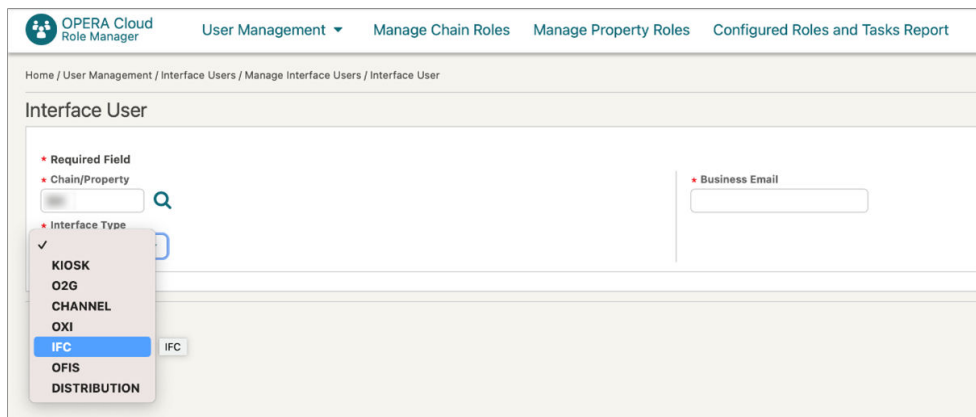 OPERA Cloud
Role Manager
User Management
Manage Chain Roles
Manage Property Roles
Configured Roles and Tasks Report
Home / User Management / Interface Users / Manage Interface Users / Interface User
Interface User
* Required Field
* Chain/Property
* Business Email
* Interface Type
✓
KIOSK
O2G
CHANNEL
OXI
IFC
IFC
OFIS
DISTRIBUTION